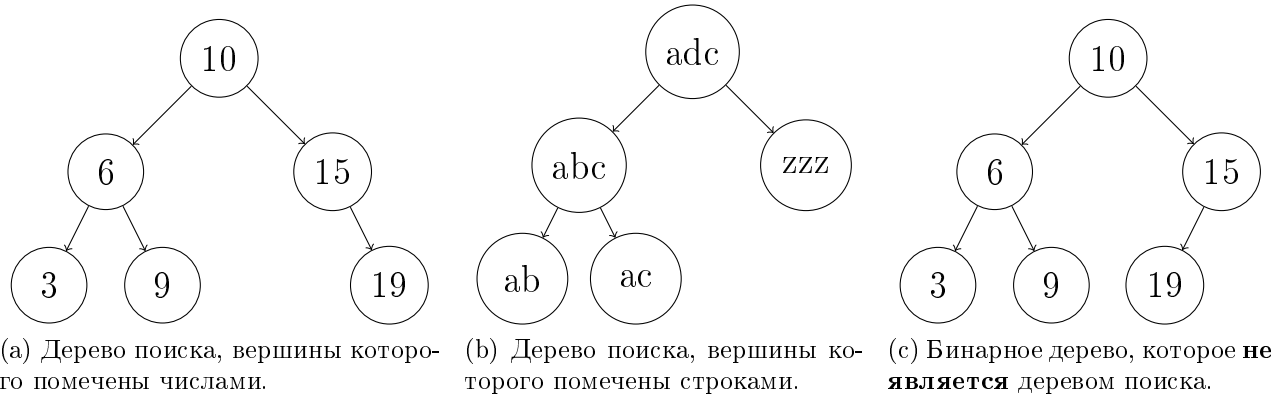 10
6
15
3
9
19
adc
abc
zzz
ab
ac
10
6
15
3
9
19
(a) Дерево поиска, вершины которо-
го помечены числами.
(b) Дерево поиска, вершины ко-
торого помечены строками.
(c) Бинарное дерево, которое не
является деревом поиска.